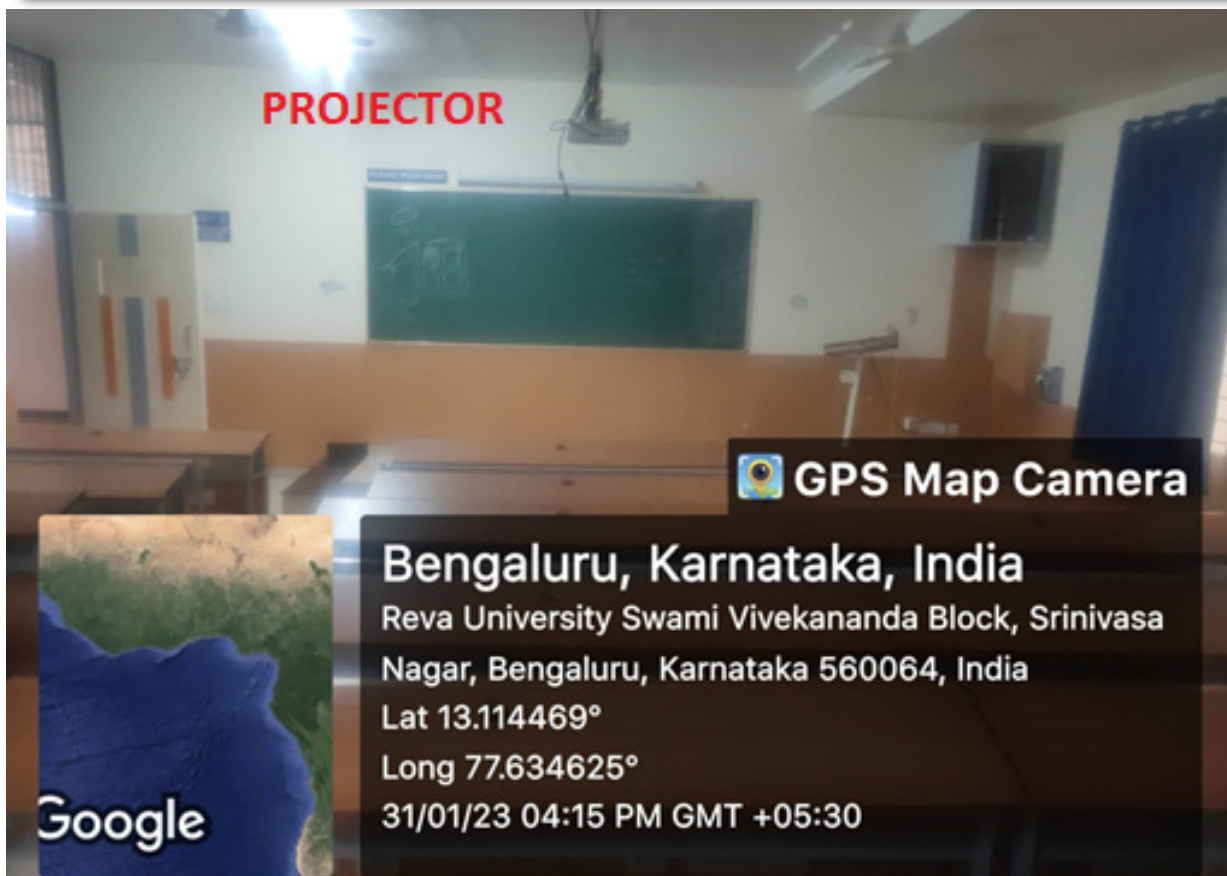 PROJECTOR
GPS Map Camera
Bengaluru, Karnataka, India
Reva University Swami Vivekananda Block, Srinivasa
Nagar, Bengaluru, Karnataka 560064, India
Lat 13.114469°
Long 77.634625°
31/01/23 04:15 PM GMT +05:30
Google